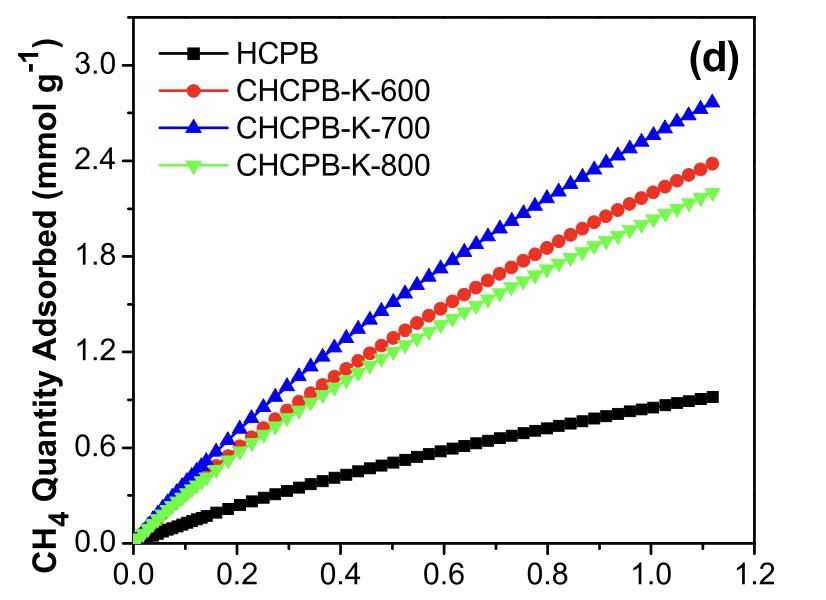 (d)
HCPB
CHCPB-K-600
CHCPB-K-700
CHCPB-K-800
CH4 Quantity Adsorbed (mmol g-1)
3.0
2.4
1.8
1.2
0.6
0.0
0.0 0.2 0.4 0.6 0.8 1.0 1.2